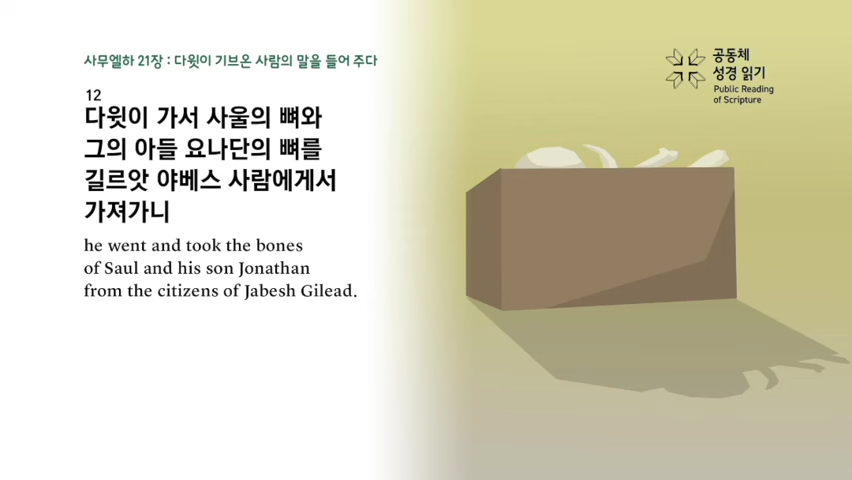 사무엘하 21장 : 다윗이 기브온 사람의 말을 들어 주다
12
다윗이 가서 사울의 뼈와
그의 아들 요나단의 뼈를
길르앗 야베스 사람에게서
가져가니
he went and took the bones
of Saul and his son Jonathan
from the citizens of Jabesh Gilead.
공동체
성경 읽기
Public Reading
of Scripture